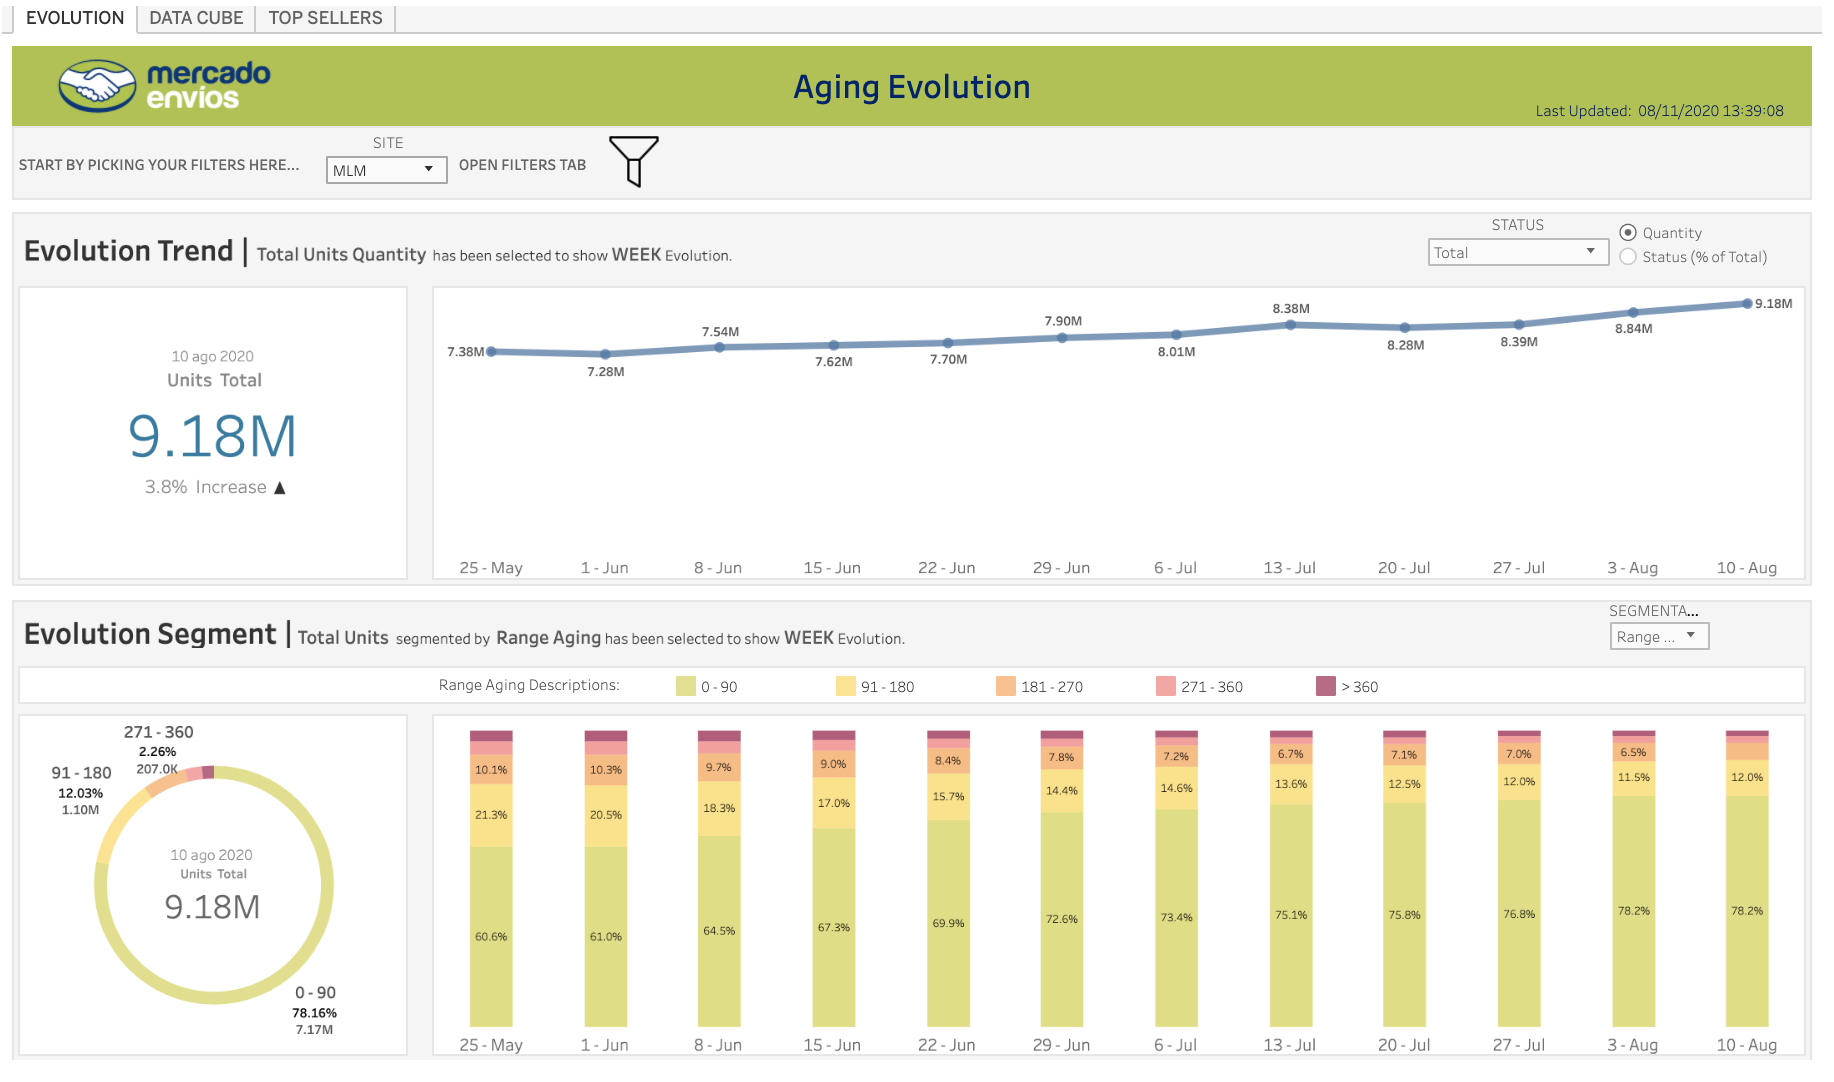 EVOLUTION DATA CUBE TOP SELLERS
mercado
envíos
Aging Evolution
Last Updated: 08/11/2020 13:39:08
START BY PICKING YOUR FILTERS HERE...
SITE
MLM
OPEN FILTERS TAB
Evolution Trend | Total Units Quantity has been selected to show WEEK Evolution.
STATUS
Total
Quantity
Status (% of Total)
10 ago 2020
Units Total
9.18M
3.8% Increase ▲
7.38M 7.28M 7.54M 7.62M 7.70M 7.90M 8.01M 8.38M 8.28M 8.39M 8.84M 9.18M
25 - May 1 - Jun 8 - Jun 15 - Jun 22 - Jun 29 - Jun 6 - Jul 13 - Jul 20 - Jul 27 - Jul 3 - Aug 10 - Aug
Evolution Segment | Total Units segmented by Range Aging has been selected to show WEEK Evolution.
SEGMENTA...
Range ...
Range Aging Descriptions: 0 - 90 91 - 180 181 - 270 271 - 360 > 360
271 - 360
2.26%
207.0K
91 - 180
12.03%
1.10M
10 ago 2020
Units Total
9.18M
0 - 90
78.16%
7.17M
10.1% 10.3% 9.7% 9.0% 8.4% 7.8% 7.2% 6.7% 7.1% 7.0% 6.5%
21.3% 20.5% 18.3% 17.0% 15.7% 14.4% 14.6% 13.6% 12.5% 12.0% 11.5% 12.0%
60.6% 61.0% 64.5% 67.3% 69.9% 72.6% 73.4% 75.1% 75.8% 76.8% 78.2% 78.2%
25 - May 1 - Jun 8 - Jun 15 - Jun 22 - Jun 29 - Jun 6 - Jul 13 - Jul 20 - Jul 27 - Jul 3 - Aug 10 - Aug